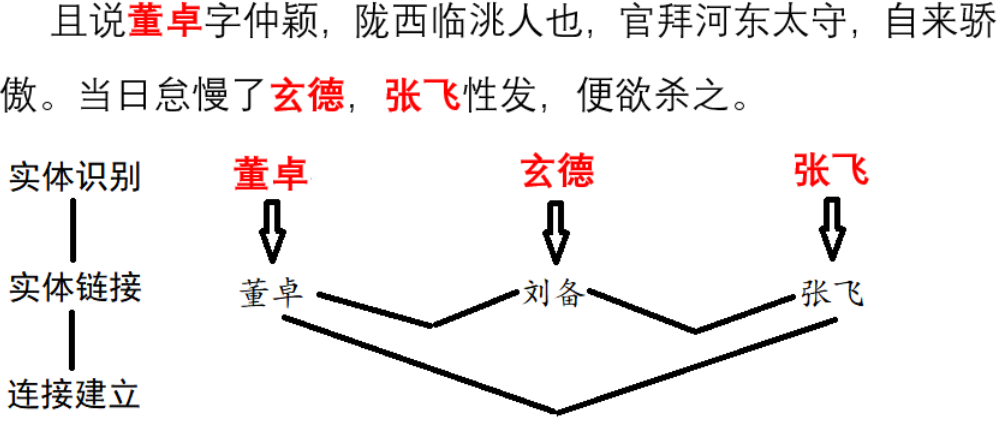 且说董卓字仲颖，陇西临洮人也，官拜河东太守，自来骄
傲。当日怠慢了玄德，张飞性发，便欲杀之。
实体识别 董卓 玄德 张飞
实体链接 董卓 刘备 张飞
连接建立